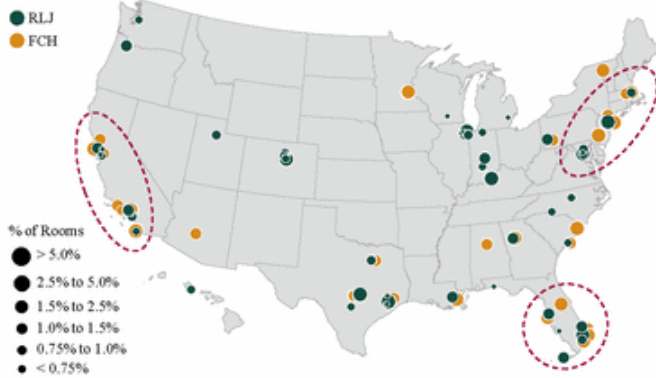 RLJ
FCH
% of Rooms
> 5.0%
2.5% to 5.0%
1.5% to 2.5%
1.0% to 1.5%
0.75% to 1.0%
< 0.75%